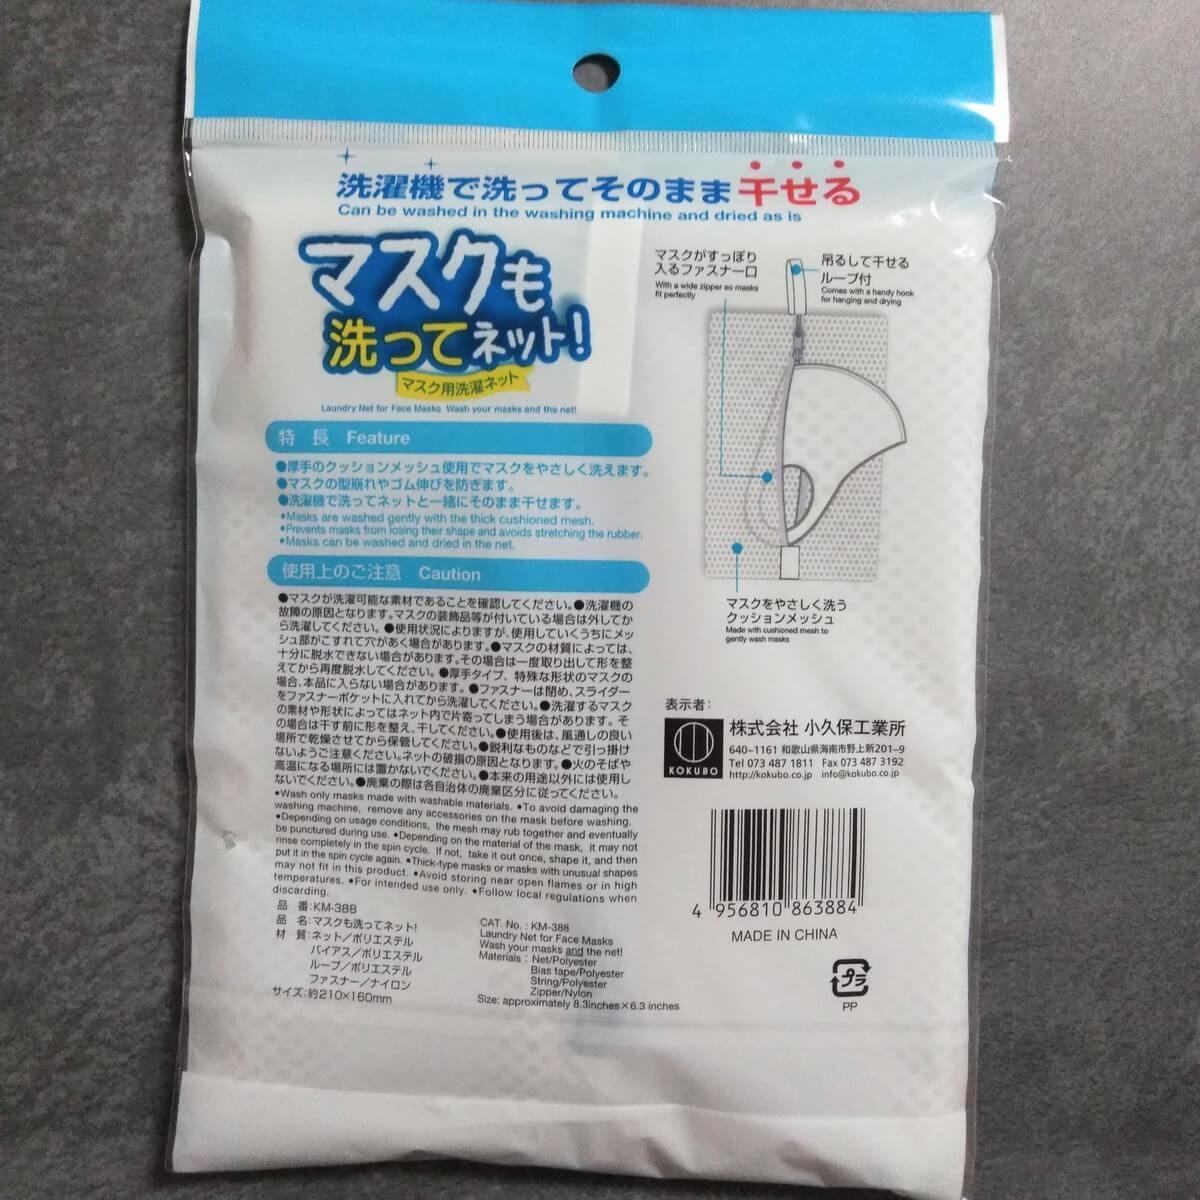 洗濯機で洗ってそのまま干せる
Can be washed in the washing machine and dried as is
マスクも
洗ってネット!
マスク用洗濯ネット
Laundry Net for Face Masks Wash your masks and the net!
マスクがすっぽり
入るファスナー口
With a wide zipper so masks
fit perfectly
吊るして干せる
ループ付
Comes with a handy hook
for hanging and drying
マスクをやさしく洗う
クッションメッシュ
Made with cushioned mesh to
gently wash masks
特長 Feature
●厚手のクッションメッシュ使用でマスクをやさしく洗えます。
●マスクの型崩れやゴム伸びを防ぎます。
●洗濯機で洗ってネットと一緒にそのまま干せます。
•Masks are washed gently with the thick cushioned mesh.
•Prevents masks from losing their shape and avoids stretching the rubber.
•Masks can be washed and dried in the net.
使用上のご注意 Caution
●マスクが洗濯可能な素材であることを確認してください。●洗濯機の
故障の原因となります。マスクの装飾品等が付いている場合は外してか
ら洗濯してください。●使用状況によりますが、使用していくうちにメッ
シュ部がこすれて穴があく場合があります。●マスクの材質によっては、
十分に脱水できない場合があります。その場合は一度取り出して形を整
えてから再度脱水してください。●厚手タイプ、特殊な形状のマスクの
場合、本品に入らない場合があります。●ファスナーは閉め、スライダー
をファスナーポケットに入れてから洗濯してください。●洗濯するマスク
の素材や形状によってはネット内で片寄ってしまう場合があります。そ
の場合は干す前に形を整え、干してください。●使用後は、風通しの良い
場所で乾燥させてから保管してください。●鋭利なものなどで引っ掛け
ないようご注意ください。ネットの破損の原因となります。●火のそばや
高温になる場所には置かないでください。●本来の用途以外には使用し
ないでください。●廃棄の際は各自治体の廃棄区分に従ってください。
•Wash only masks made with washable materials. •To avoid damaging the
washing machine, remove any accessories on the mask before washing.
•Depending on usage conditions, the mesh may rub together and eventually
be punctured during use. •Depending on the material of the mask, it may not
rinse completely in the spin cycle. If not, take it out once, shape it, and then
put it in the spin cycle again. •Thick-type masks or masks with unusual shapes
may not fit in this product. •Avoid storing near open flames or in high
temperatures. •For intended use only. •Follow local regulations when
discarding.
品 番:KM-388
品 名:マスクも洗ってネット!
材 質:ネット/ポリエステル
バイアス/ポリエステル
ループ/ポリエステル
ファスナー/ナイロン
サイズ:約210×160mm
CAT. No. : KM-388
Laundry Net for Face Masks
Wash your masks and the net!
Materials : Net/Polyester
Bias tape/Polyester
String/Polyester
Zipper/Nylon
Size: approximately 8.3inches×6.3 inches
表示者:
KOKUBO
株式会社 小久保工業所
640-1161 和歌山県海南市野上新201-9
Tel 073 487 1811 Fax 073 487 3192
http://kokubo.co.jp info@kokubo.co.jp
4 956810 863884
MADE IN CHINA
プラ
PP